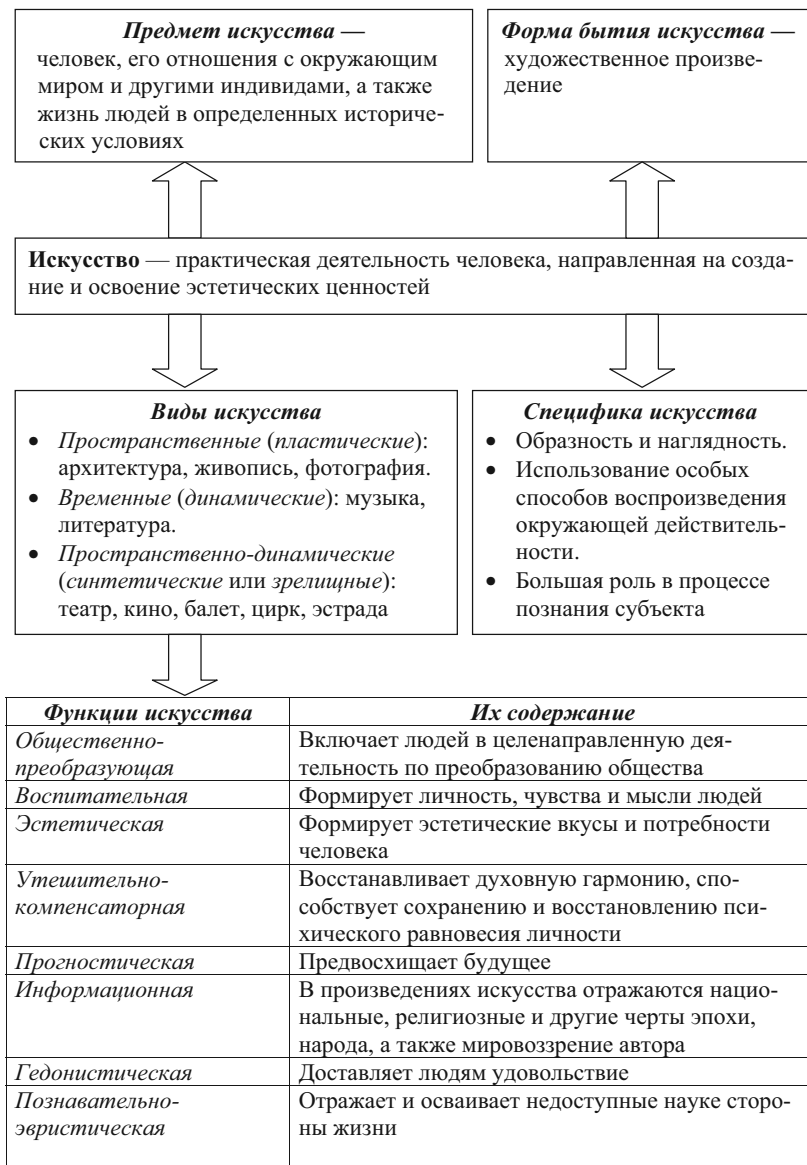 Предмет искусства —
человек, его отношения с окружающим
миром и другими индивидами, а также
жизнь людей в определенных историче-
ских условиях
Форма бытия искусства —
художественное произве-
дение
Искусство — практическая деятельность человека, направленная на созда-
ние и освоение эстетических ценностей
Виды искусства
• Пространственные (пластические):
архитектура, живопись, фотография.
• Временные (динамические): музыка,
литература.
• Пространственно-динамические
(синтетические или зрелищные):
театр, кино, балет, цирк, эстрада
Специфика искусства
• Образность и наглядность.
• Использование особых
способов воспроизведения
окружающей действитель-
ности.
• Большая роль в процессе
познания субъекта
Функции искусства
Их содержание
Общественно-
преобразующая
Включает людей в целенаправленную дея-
тельность по преобразованию общества
Воспитательная
Формирует личность, чувства и мысли людей
Эстетическая
Формирует эстетические вкусы и потребности
человека
Утешительно-
компенсаторная
Восстанавливает духовную гармонию, спо-
собствует сохранению и восстановлению пси-
хического равновесия личности
Прогностическая
Предвосхищает будущее
Информационная
В произведениях искусства отражаются нацио-
нальные, религиозные и другие черты эпохи,
народа, а также мировоззрение автора
Гедонистическая
Доставляет людям удовольствие
Познавательно-
эвристическая
Отражает и осваивает недоступные науке сторо-
ны жизни